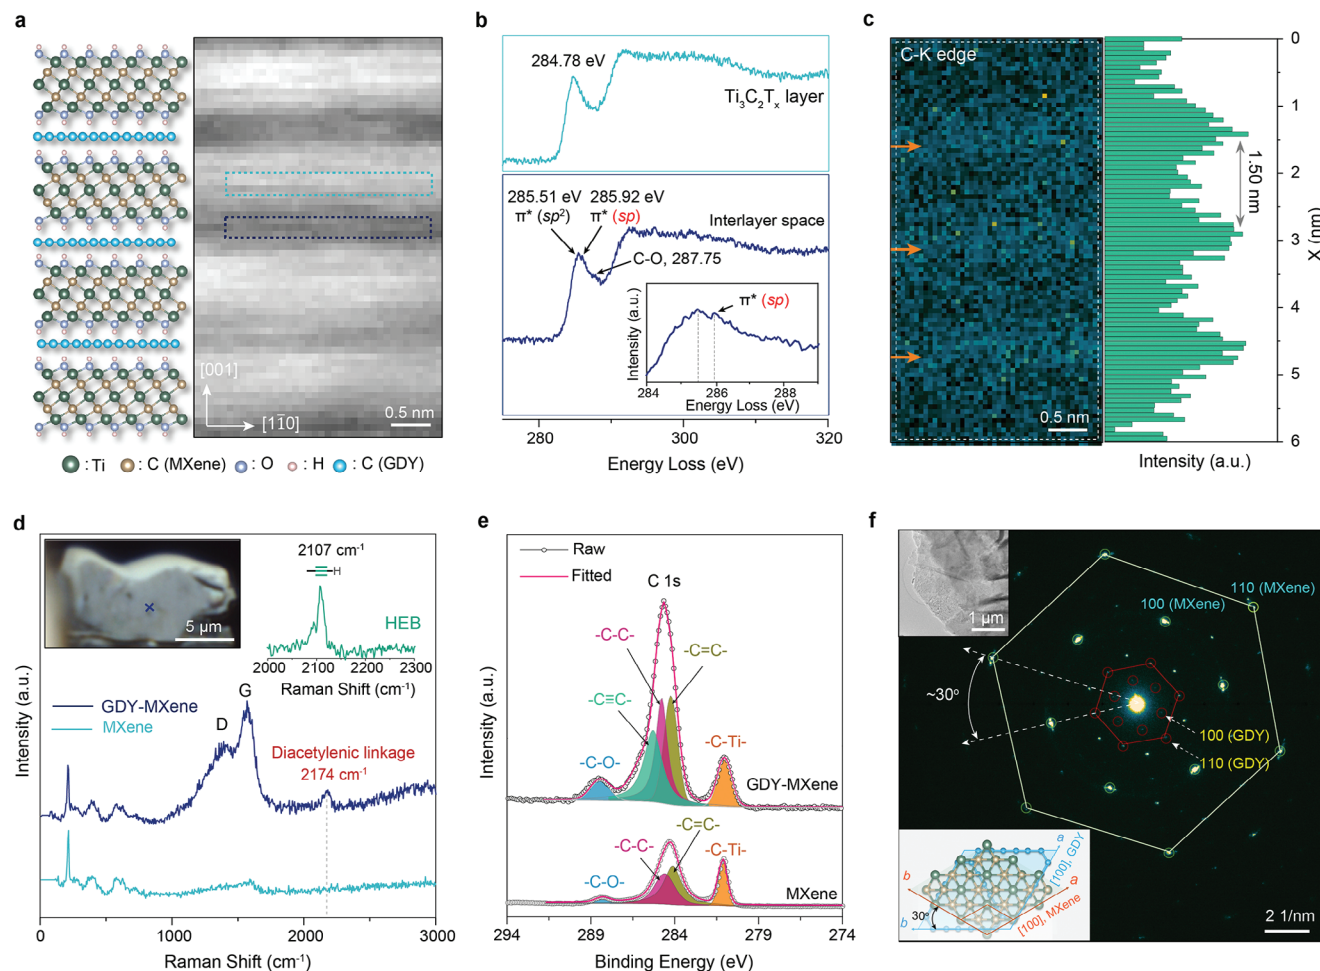 a
[001]
[11̄0]
0.5 nm
: Ti : C (MXene) : O : H : C (GDY)
b
284.78 eV
Ti₃C₂Tₓ layer
285.51 eV 285.92 eV
π* (sp²) π* (sp)
Interlayer space
C-O, 287.75
π* (sp)
Intensity (a.u.)
284 286 288
Energy Loss (eV)
280 300 320
Energy Loss (eV)
c
C-K edge
0.5 nm
1.50 nm
0
1
2
3
4
5
6
X (nm)
Intensity (a.u.)
d
5 µm
2107 cm⁻¹
H
HEB
2000 2100 2200 2300
Raman Shift (cm⁻¹)
GDY-MXene
MXene
D
G
Diacetylenic linkage
2174 cm⁻¹
Intensity (a.u.)
0 1000 2000 3000
Raman Shift (cm⁻¹)
e
Raw
Fitted
C 1s
-C-C-
-C=C-
-C≡C-
-C-O-
-C-Ti-
GDY-MXene
-C=C-
-C-C-
-C-O-
-C-Ti-
MXene
Intensity (a.u.)
294 289 284 279 274
Binding Energy (eV)
f
1 µm
110 (MXene)
100 (MXene)
~30°
100 (GDY)
110 (GDY)
a
[100], GDY
b
a
30°
[100], MXene
b
2 1/nm